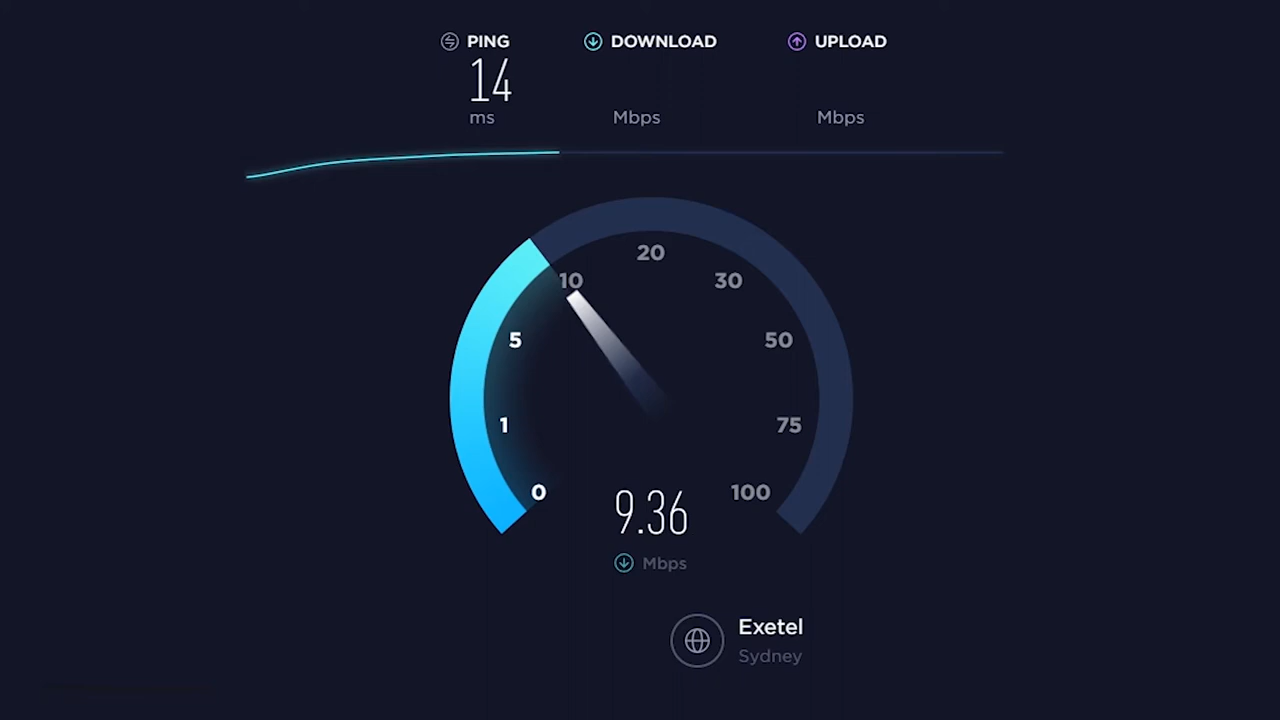 PING
DOWNLOAD
UPLOAD
14
ms
Mbps
Mbps
20
10
30
5
50
1
75
0
100
9.36
Mbps
Exetel
Sydney